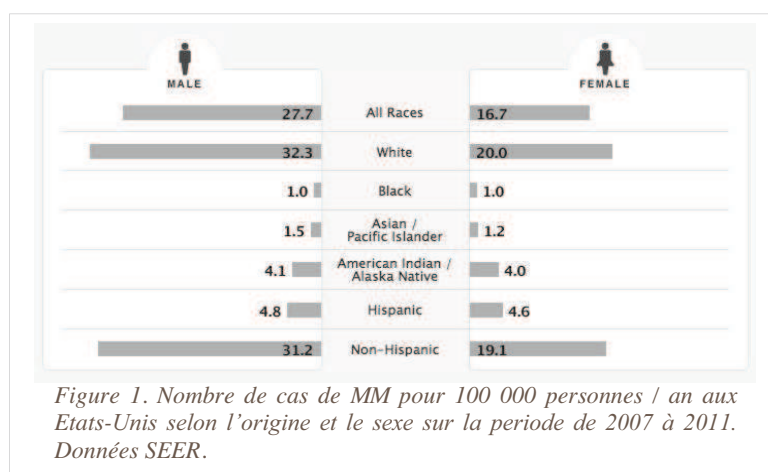 MALE FEMALE
27.7 All Races 16.7
32.3 White 20.0
1.0 Black 1.0
1.5 Asian / Pacific Islander 1.2
4.1 American Indian / Alaska Native 4.0
4.8 Hispanic 4.6
31.2 Non-Hispanic 19.1
Figure 1. Nombre de cas de MM pour 100 000 personnes / an aux
Etats-Unis selon l'origine et le sexe sur la periode de 2007 à 2011.
Données SEER.